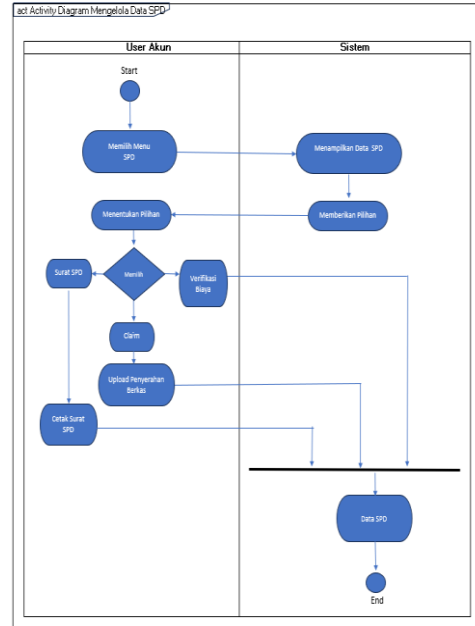 act Activity Diagram Mengelola Data SPD
User Akun
Sistem
Start
Memilih Menu
SPD
Menampilkan Data SPD
Menentukan Pilihan
Memberikan Pilihan
Surat SPD
Memilih
Verifikasi
Biaya
Claim
Upload Penyerahan
Berkas
Cetak Surat
SPD
Data SPD
End